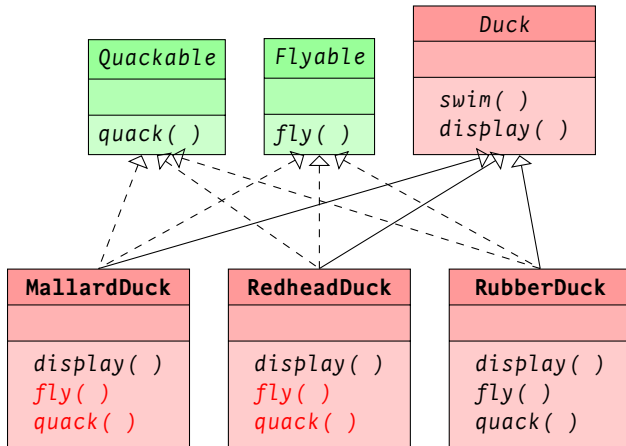 Quackable
quack( )
Flyable
fly( )
Duck
swim( )
display( )
MallardDuck
display( )
fly( )
quack( )
RedheadDuck
display( )
fly( )
quack( )
RubberDuck
display( )
fly( )
quack( )